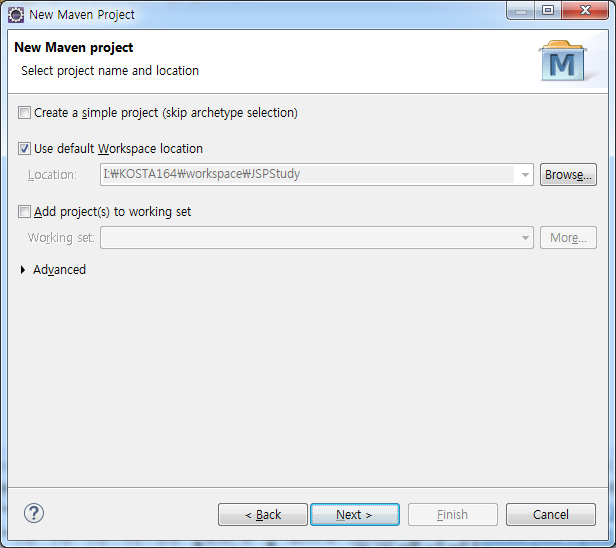 New Maven Project
New Maven project
Select project name and location
M
Create a simple project (skip archetype selection)
Use default Workspace location
Location: I:₩KOSTA164₩workspace₩JSPStudy Browse...
Add project(s) to working set
Working set: More...
Advanced
? < Back Next > Finish Cancel